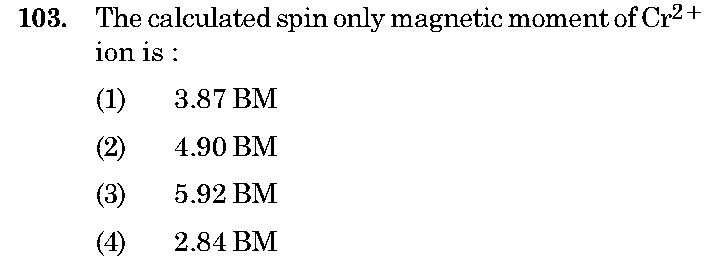 103. The calculated spin only magnetic moment of Cr²⁺
ion is :
(1) 3.87 BM
(2) 4.90 BM
(3) 5.92 BM
(4) 2.84 BM